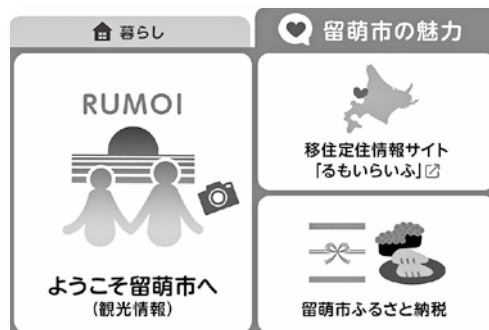 暮らし
留萌市の魅力
RUMOI
ようこそ留萌市へ
(観光情報)
移住定住情報サイト
「るもいらいふ」
留萌市ふるさと納税